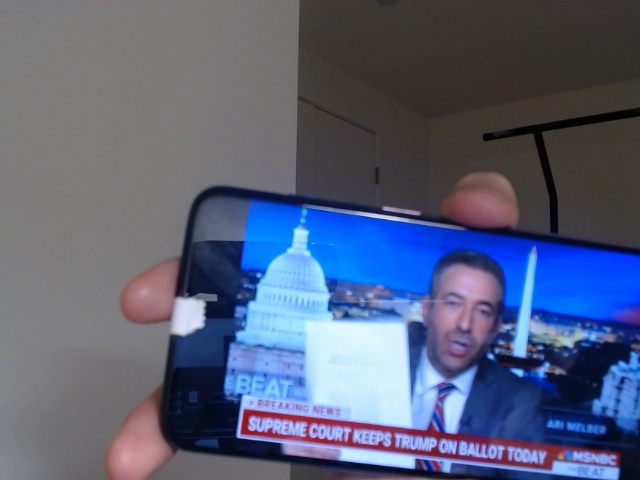 BEAT
BREAKING NEWS
SUPREME COURT KEEPS TRUMP ON BALLOT TODAY
ARI MELBER
MSNBC
THE BEAT